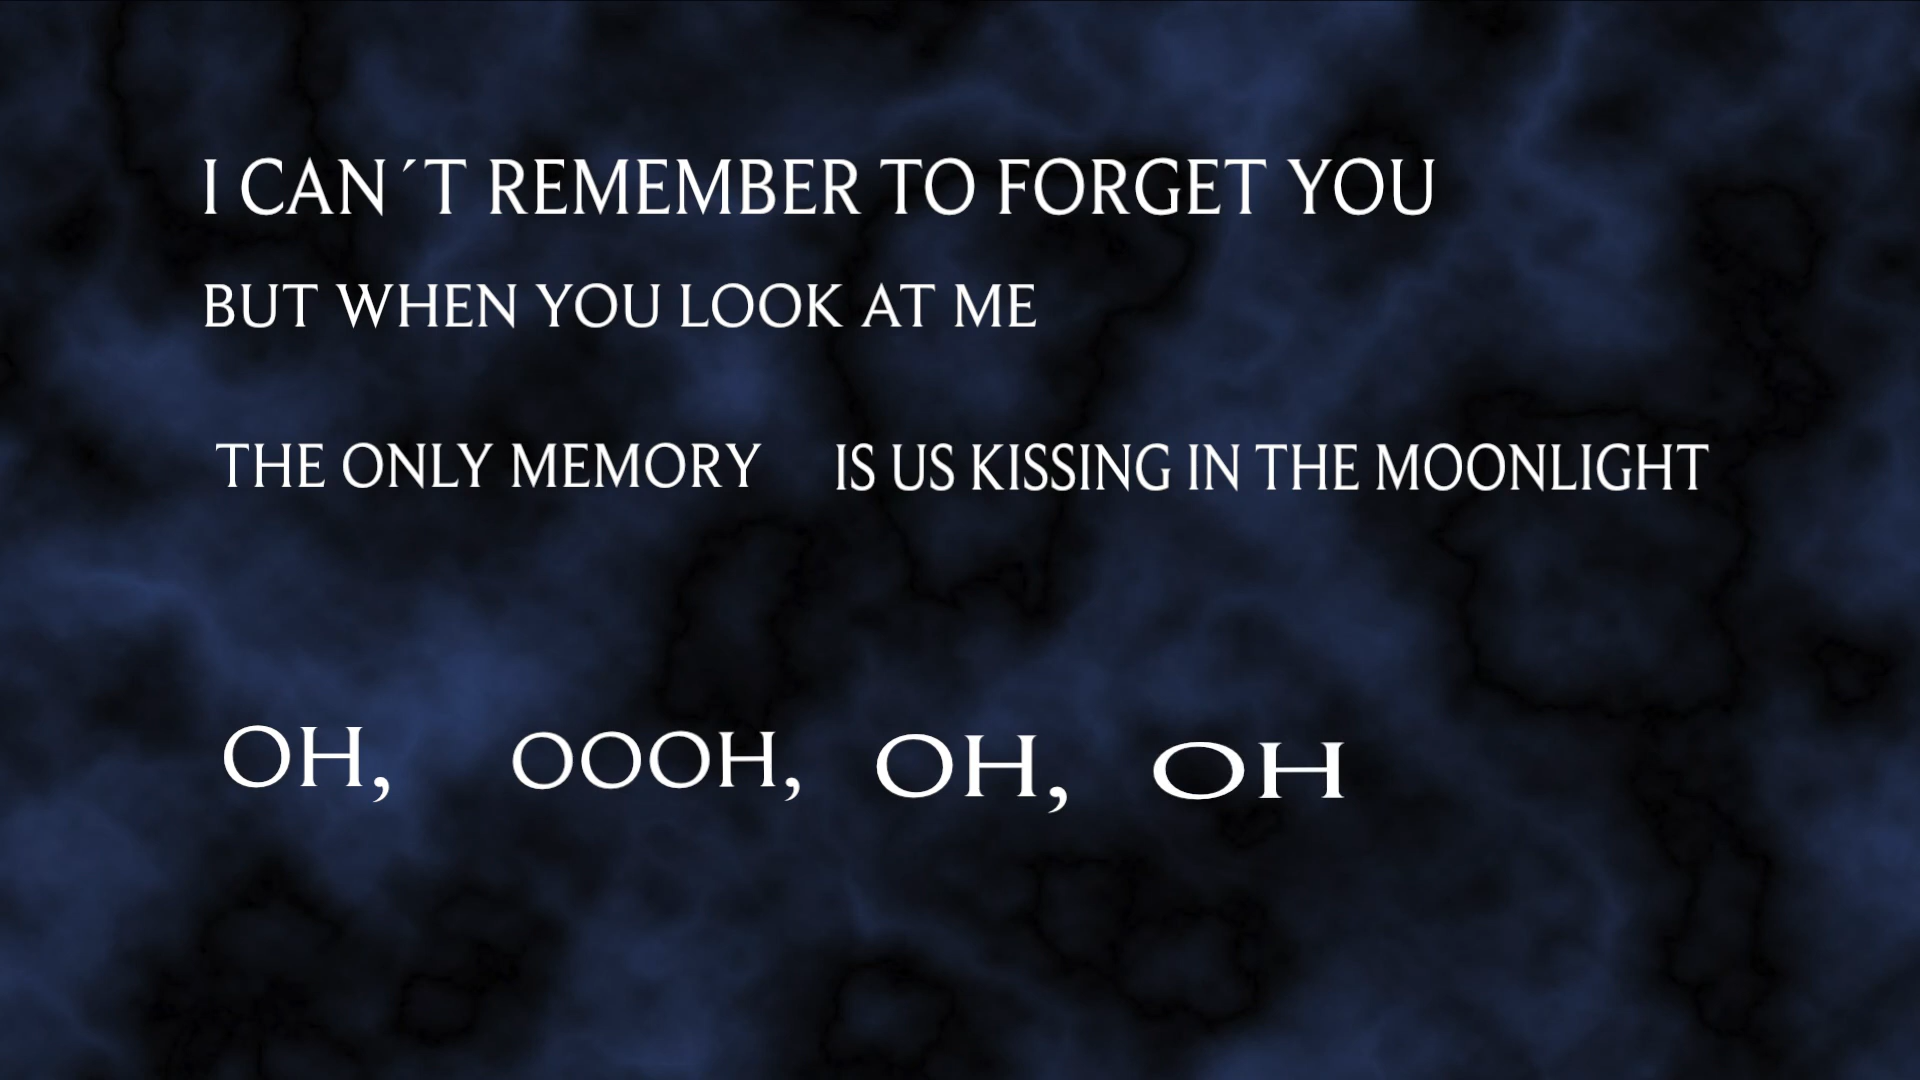 I CAN´T REMEMBER TO FORGET YOU
BUT WHEN YOU LOOK AT ME
THE ONLY MEMORY IS US KISSING IN THE MOONLIGHT
OH, OOOH, OH, OH